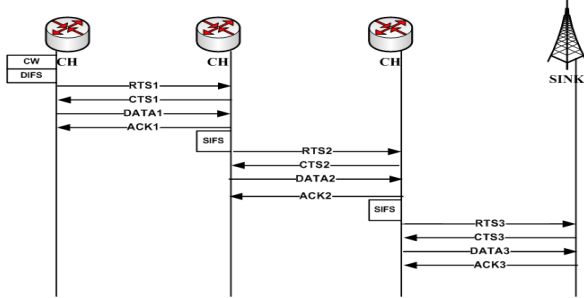 CW
DIFS
CH
CH
CH
SINK
RTS1
CTS1
DATA1
ACK1
SIFS
RTS2
CTS2
DATA2
ACK2
SIFS
RTS3
CTS3
DATA3
ACK3